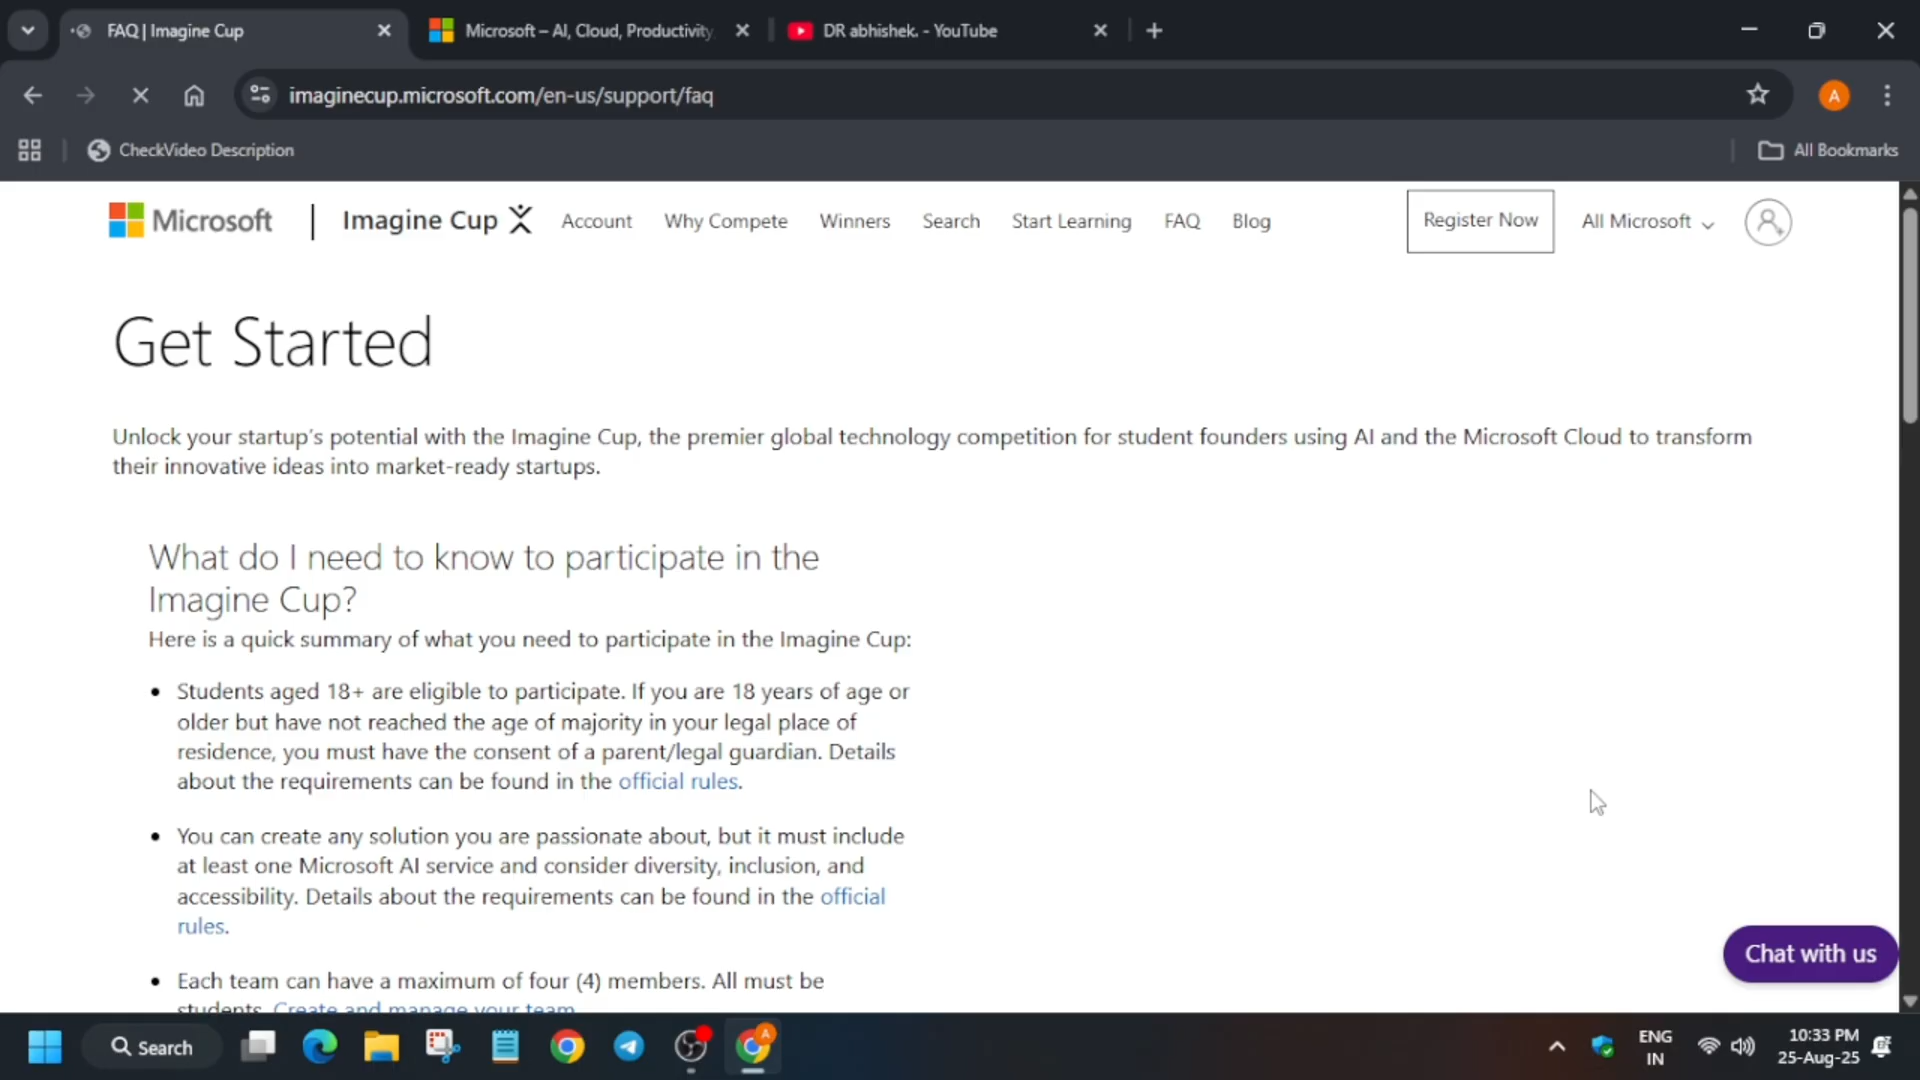 FAQ | Imagine Cup
Microsoft – AI, Cloud, Productivity,
DR abhishek. - YouTube
imaginecup.microsoft.com/en-us/support/faq
A
CheckVideo Description
All Bookmarks
Microsoft
Imagine Cup
Account
Why Compete
Winners
Search
Start Learning
FAQ
Blog
Register Now
All Microsoft
Get Started
Unlock your startup's potential with the Imagine Cup, the premier global technology competition for student founders using AI and the Microsoft Cloud to transform
their innovative ideas into market-ready startups.
What do I need to know to participate in the
Imagine Cup?
Here is a quick summary of what you need to participate in the Imagine Cup:
Students aged 18+ are eligible to participate. If you are 18 years of age or
older but have not reached the age of majority in your legal place of
residence, you must have the consent of a parent/legal guardian. Details
about the requirements can be found in the official rules.
You can create any solution you are passionate about, but it must include
at least one Microsoft AI service and consider diversity, inclusion, and
accessibility. Details about the requirements can be found in the official
rules.
Each team can have a maximum of four (4) members. All must be
students. Create and manage your team
Chat with us
Search
A
ENG
IN
10:33 PM
25-Aug-25